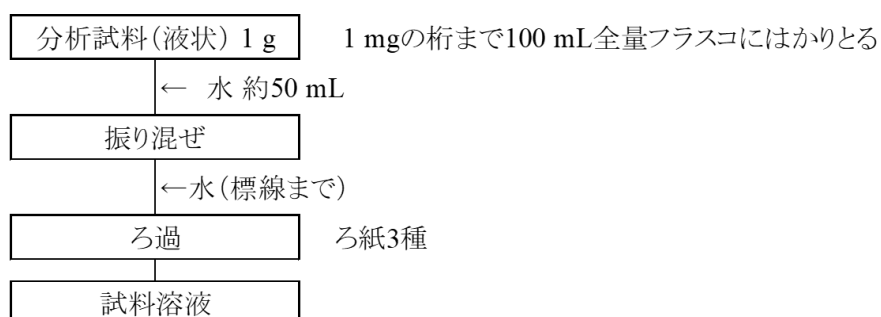 分析試料(液状) 1 g 1 mgの桁まで100 mL全量フラスコにはかりとる
← 水 約50 mL
振り混ぜ
←水(標線まで)
ろ過 ろ紙3種
試料溶液